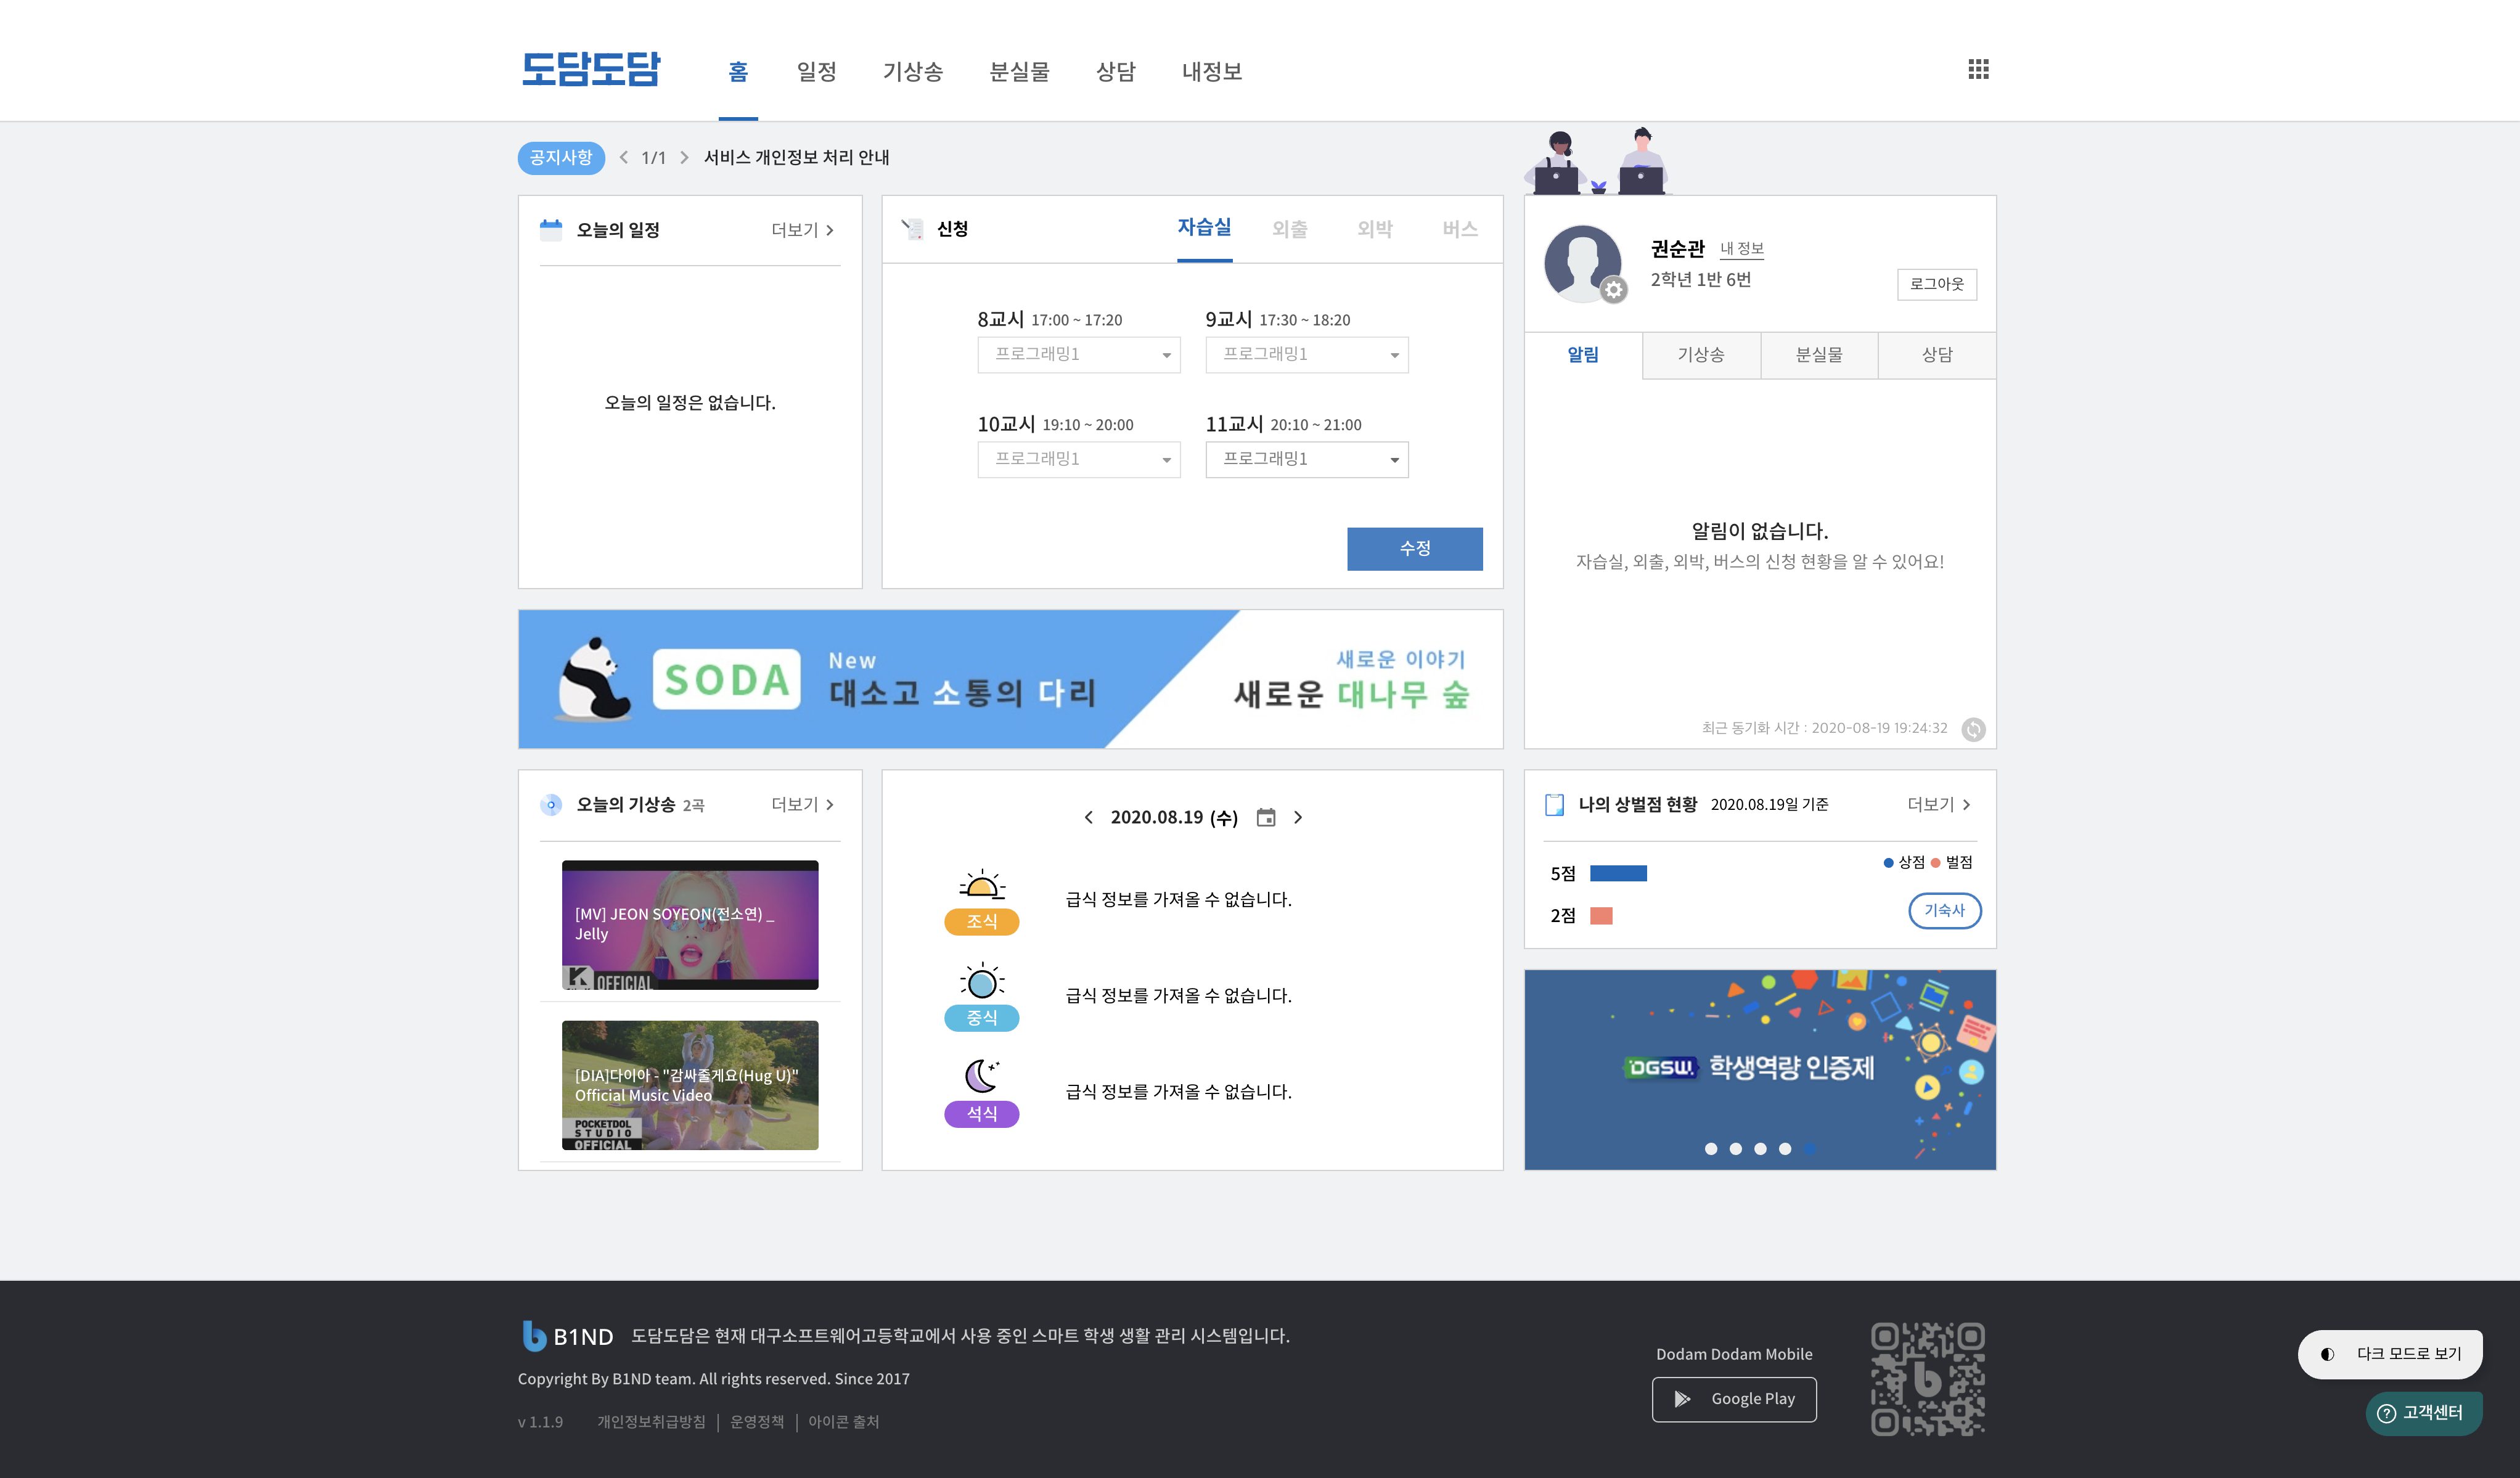 도담도담
홈 일정 기상송 분실물 상담 내정보
공지사항 1/1 서비스 개인정보 처리 안내
오늘의 일정 더보기
오늘의 일정은 없습니다.
신청 자습실 외출 외박 버스
8교시 17:00 ~ 17:20 9교시 17:30 ~ 18:20
프로그래밍1 프로그래밍1
10교시 19:10 ~ 20:00 11교시 20:10 ~ 21:00
프로그래밍1 프로그래밍1
수정
권순관 내 정보
2학년 1반 6번
로그아웃
알림 기상송 분실물 상담
알림이 없습니다.
자습실, 외출, 외박, 버스의 신청 현황을 알 수 있어요!
최근 동기화 시간 : 2020-08-19 19:24:32
SODA
New
대소고 소통의 다리
새로운 이야기
새로운 대나무 숲
오늘의 기상송 2곡 더보기
[MV] JEON SOYEON(전소연) _
Jelly
OFFICIAL
[DIA]다이아 - "감싸줄게요(Hug U)"
Official Music Video
POCKETDOL
STUDIO
OFFICIAL
2020.08.19 (수)
조식 급식 정보를 가져올 수 없습니다.
중식 급식 정보를 가져올 수 없습니다.
석식 급식 정보를 가져올 수 없습니다.
나의 상벌점 현황 2020.08.19일 기준 더보기
상점 벌점
5점
2점
기숙사
DGSW. 학생역량 인증제
B1ND 도담도담은 현재 대구소프트웨어고등학교에서 사용 중인 스마트 학생 생활 관리 시스템입니다.
Copyright By B1ND team. All rights reserved. Since 2017
v 1.1.9 개인정보취급방침 | 운영정책 | 아이콘 출처
Dodam Dodam Mobile
Google Play
다크 모드로 보기
고객센터